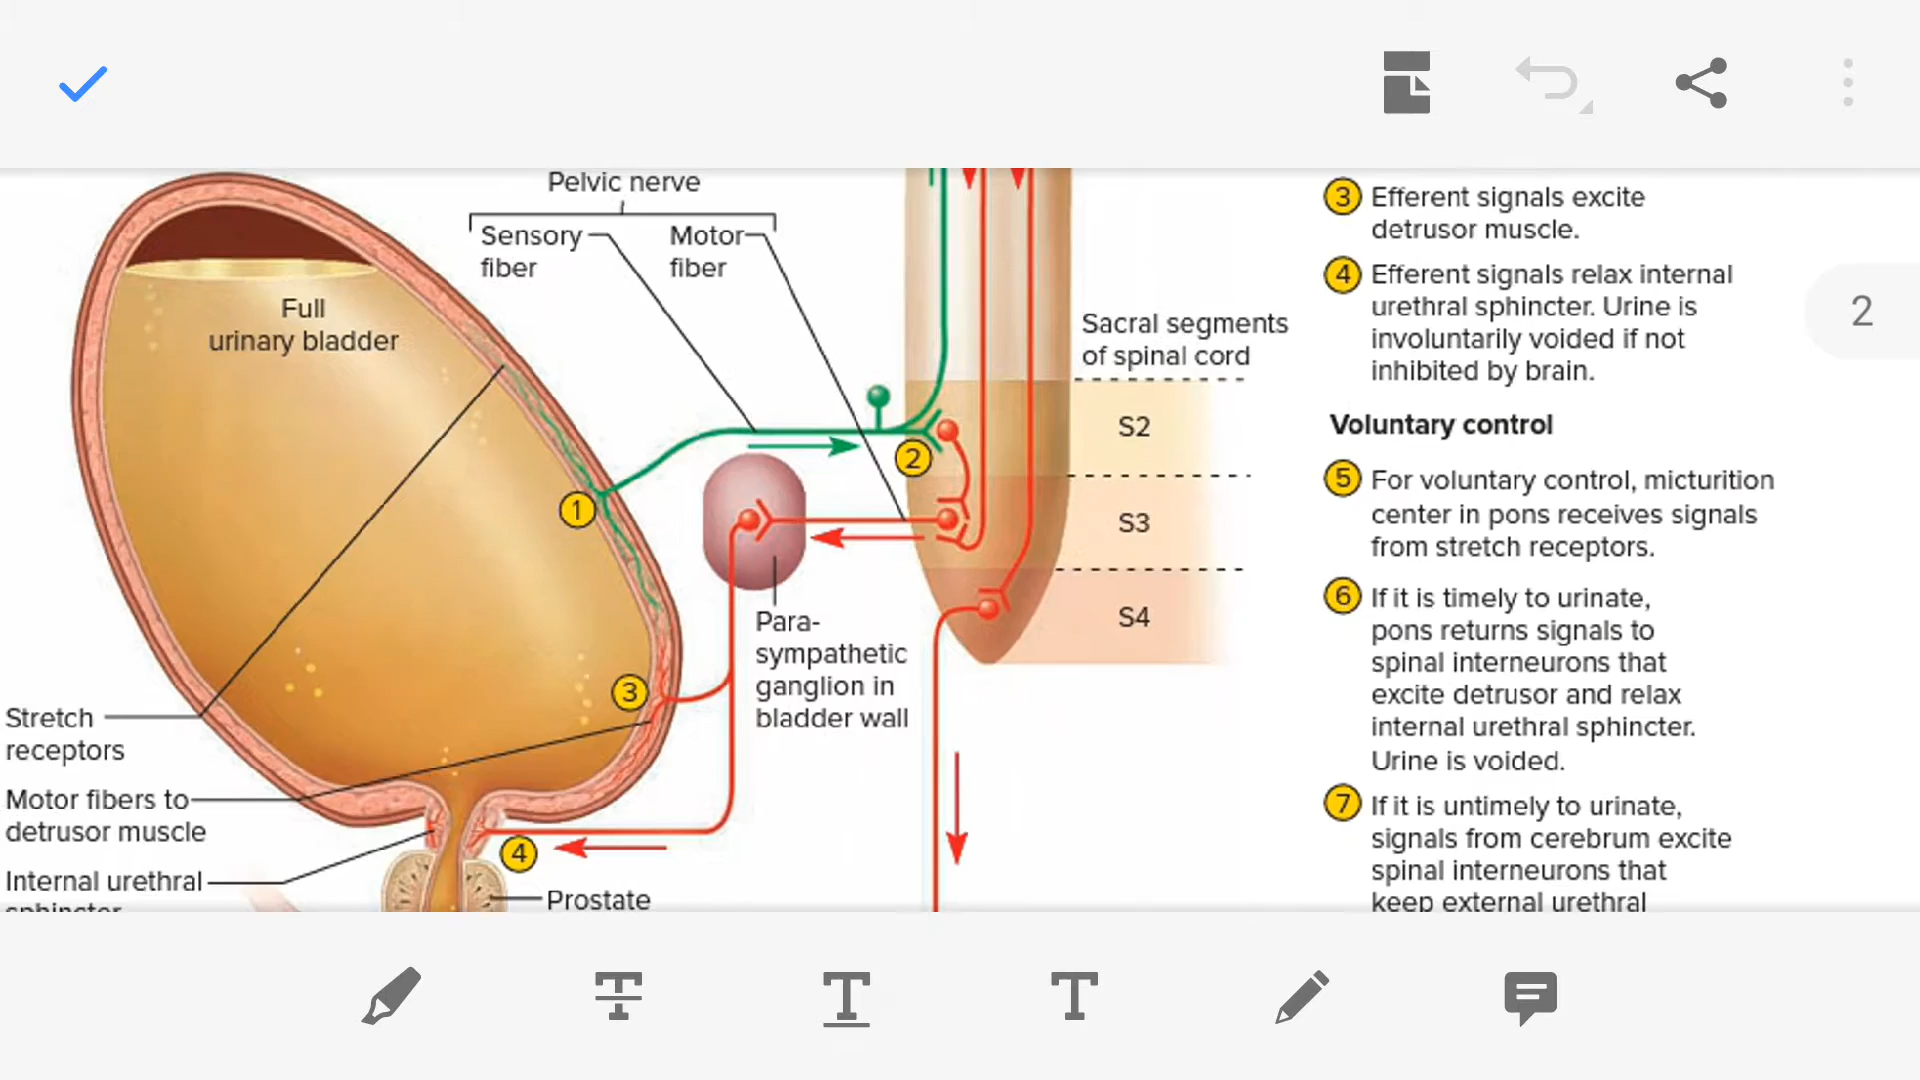 Pelvic nerve
Sensory
fiber
Motor
fiber
Full
urinary bladder
Sacral segments
of spinal cord
S2
S3
S4
1
2
3
4
Para-
sympathetic
ganglion in
bladder wall
Stretch
receptors
Motor fibers to
detrusor muscle
Internal urethral
sphincter
Prostate
3 Efferent signals excite
detrusor muscle.
4 Efferent signals relax internal
urethral sphincter. Urine is
involuntarily voided if not
inhibited by brain.
Voluntary control
5 For voluntary control, micturition
center in pons receives signals
from stretch receptors.
6 If it is timely to urinate,
pons returns signals to
spinal interneurons that
excite detrusor and relax
internal urethral sphincter.
Urine is voided.
7 If it is untimely to urinate,
signals from cerebrum excite
spinal interneurons that
keep external urethral
2